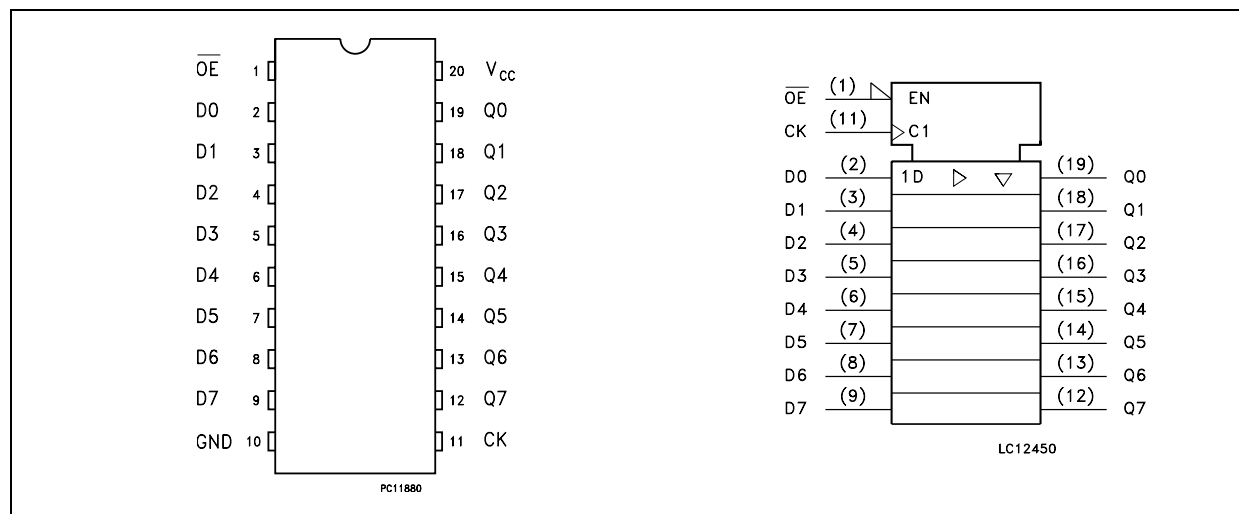 O̅E̅ 1 20 VCC
D0 2 19 Q0
D1 3 18 Q1
D2 4 17 Q2
D3 5 16 Q3
D4 6 15 Q4
D5 7 14 Q5
D6 8 13 Q6
D7 9 12 Q7
GND 10 11 CK
PC11880
O̅E̅ (1) EN
CK (11) C1
D0 (2) 1D (19) Q0
D1 (3) (18) Q1
D2 (4) (17) Q2
D3 (5) (16) Q3
D4 (6) (15) Q4
D5 (7) (14) Q5
D6 (8) (13) Q6
D7 (9) (12) Q7
LC12450